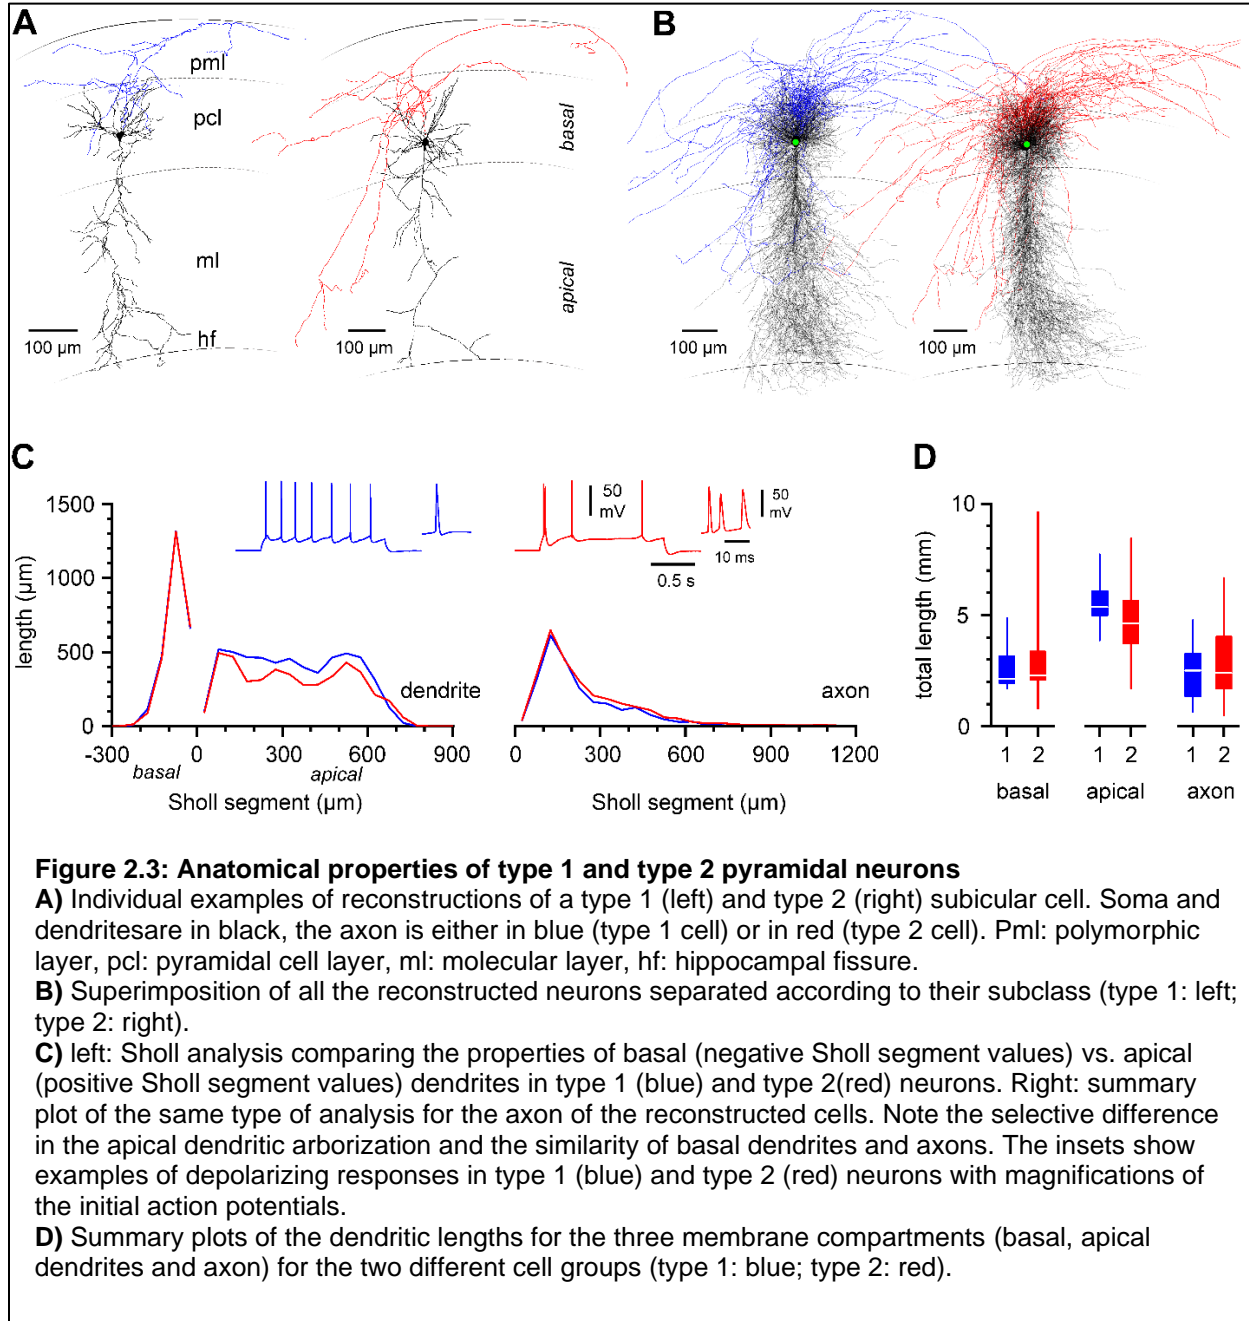 A
pml
pcl
ml
hf
100 µm
100 µm
basal
apical
B
100 µm
100 µm
C
1500
1000
500
0
length (µm)
-300
0
300
600
900
basal
apical
Sholl segment (µm)
dendrite
50
mV
0.5 s
50
mV
10 ms
axon
0
300
600
900
1200
Sholl segment (µm)
D
10
5
0
total length (mm)
1 2
1 2
1 2
basal
apical
axon
Figure 2.3: Anatomical properties of type 1 and type 2 pyramidal neurons
A) Individual examples of reconstructions of a type 1 (left) and type 2 (right) subicular cell. Soma and
dendritesare in black, the axon is either in blue (type 1 cell) or in red (type 2 cell). Pml: polymorphic
layer, pcl: pyramidal cell layer, ml: molecular layer, hf: hippocampal fissure.
B) Superimposition of all the reconstructed neurons separated according to their subclass (type 1: left;
type 2: right).
C) left: Sholl analysis comparing the properties of basal (negative Sholl segment values) vs. apical
(positive Sholl segment values) dendrites in type 1 (blue) and type 2(red) neurons. Right: summary
plot of the same type of analysis for the axon of the reconstructed cells. Note the selective difference
in the apical dendritic arborization and the similarity of basal dendrites and axons. The insets show
examples of depolarizing responses in type 1 (blue) and type 2 (red) neurons with magnifications of
the initial action potentials.
D) Summary plots of the dendritic lengths for the three membrane compartments (basal, apical
dendrites and axon) for the two different cell groups (type 1: blue; type 2: red).